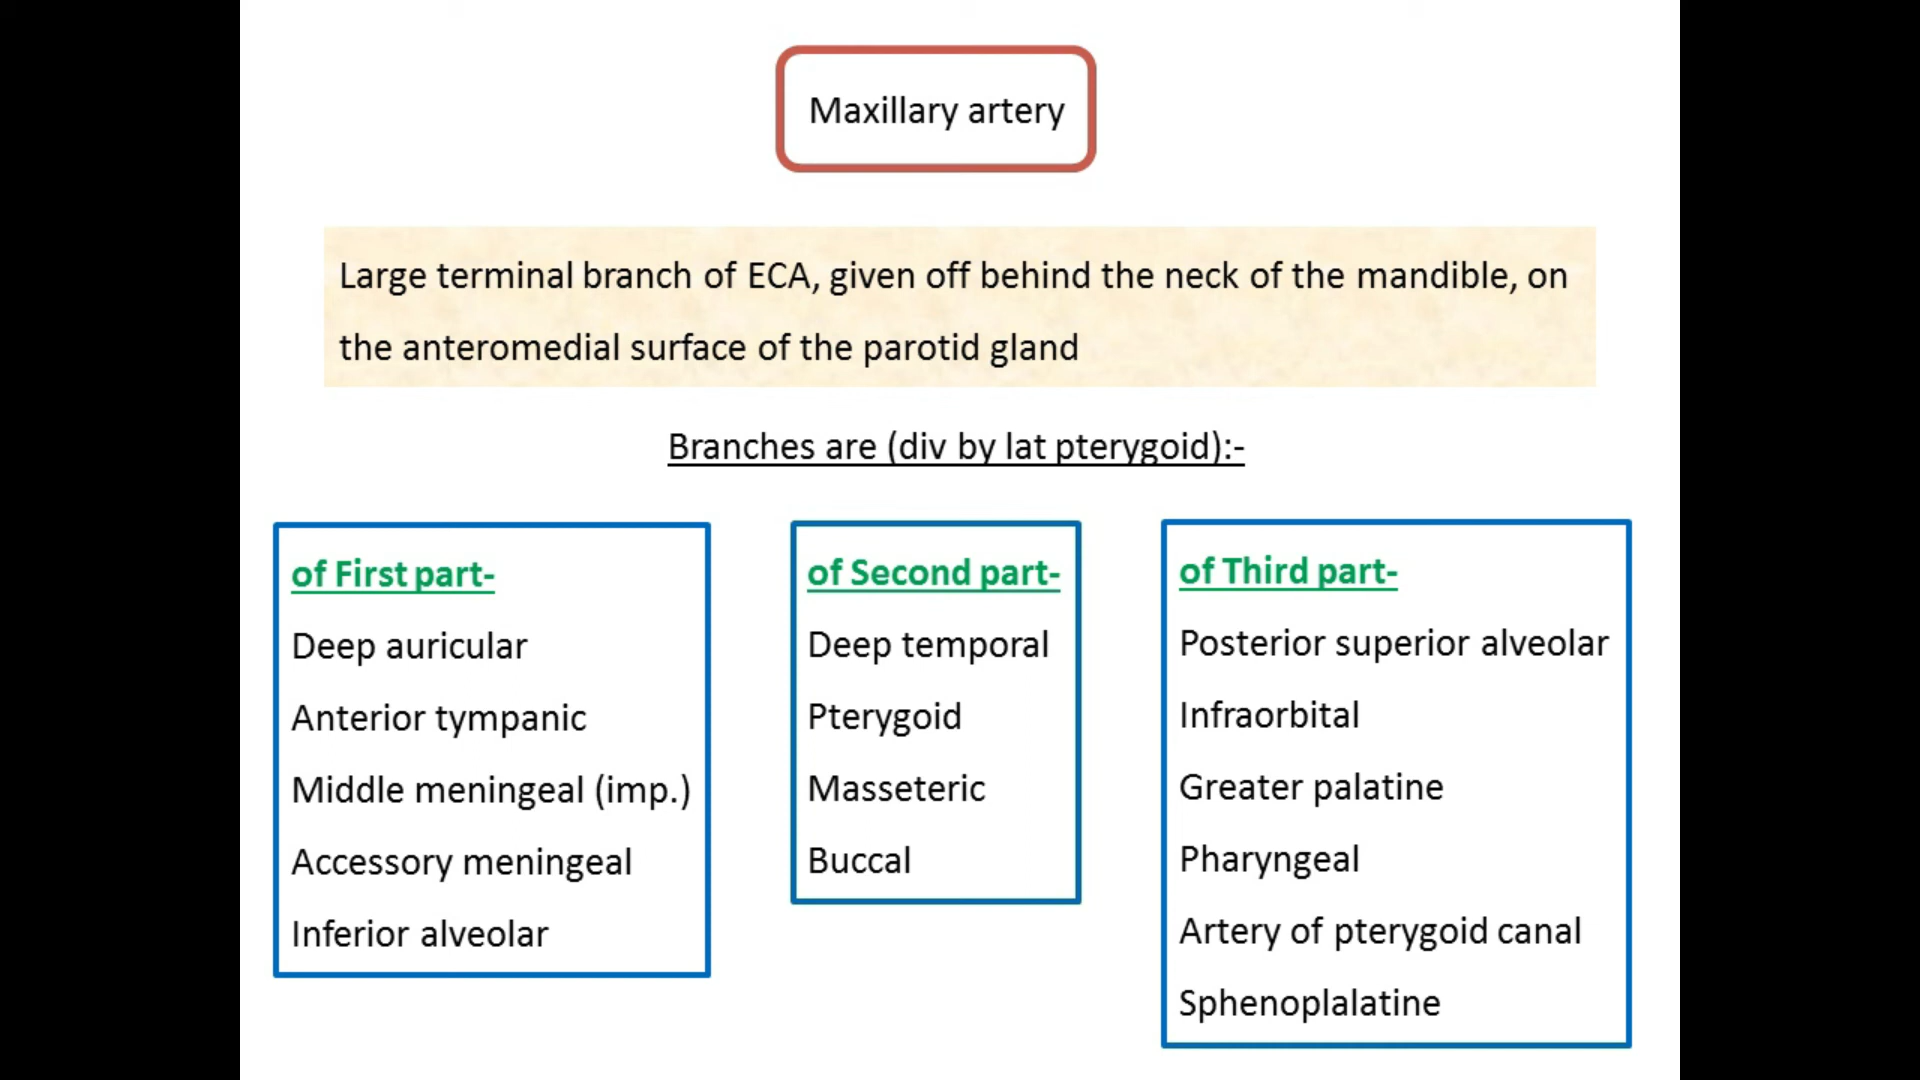 Maxillary artery
Large terminal branch of ECA, given off behind the neck of the mandible, on
the anteromedial surface of the parotid gland
Branches are (div by lat pterygoid):-
of First part-
Deep auricular
Anterior tympanic
Middle meningeal (imp.)
Accessory meningeal
Inferior alveolar
of Second part-
Deep temporal
Pterygoid
Masseteric
Buccal
of Third part-
Posterior superior alveolar
Infraorbital
Greater palatine
Pharyngeal
Artery of pterygoid canal
Sphenoplalatine